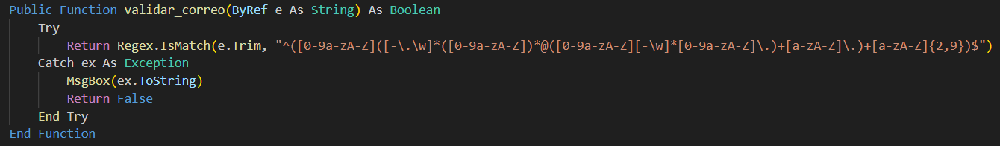 Public Function validar_correo(ByRef e As String) As Boolean
    Try
        Return Regex.IsMatch(e.Trim, "^([0-9a-zA-Z]([-\.\w]*([0-9a-zA-Z])*@([0-9a-zA-Z][-\w]*[0-9a-zA-Z]\.)+[a-zA-Z]\.)+[a-zA-Z]{2,9})$")
    Catch ex As Exception
        MsgBox(ex.ToString)
        Return False
    End Try
End Function